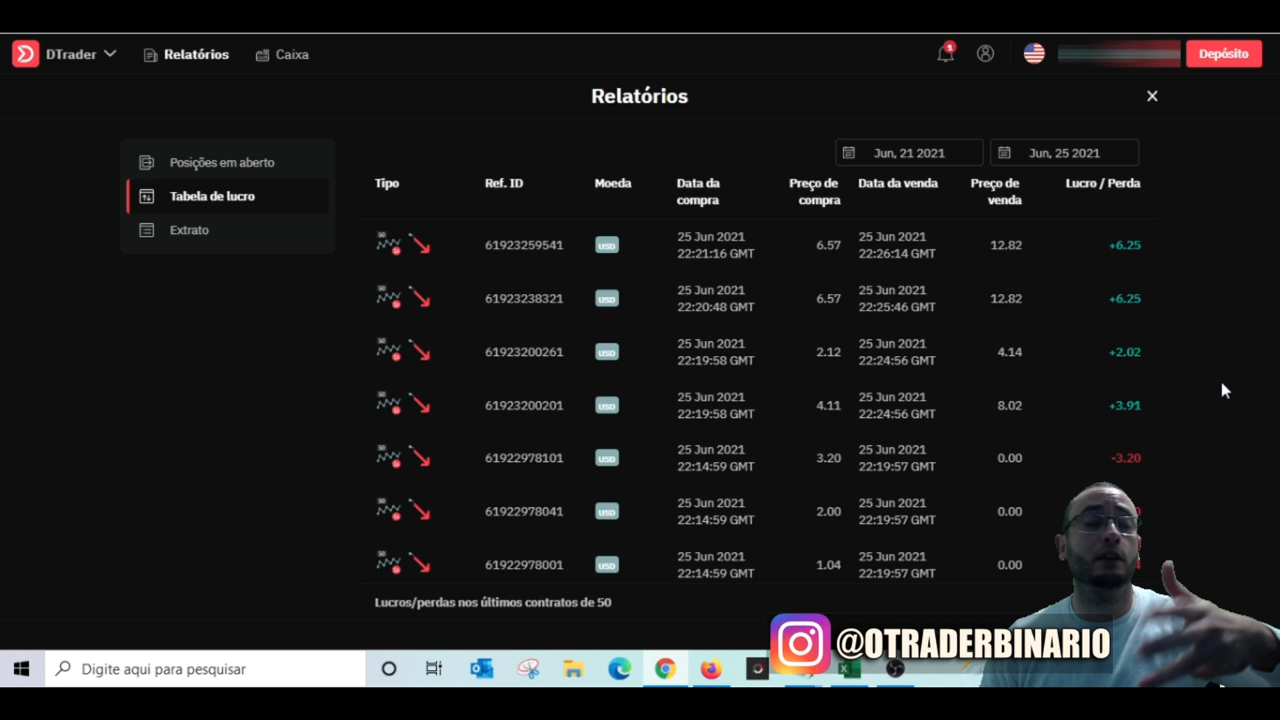 DTrader
Relatórios
Caixa
1
Depósito
Relatórios
Posições em aberto
Tabela de lucro
Extrato
Jun, 21 2021
Jun, 25 2021
Tipo Ref. ID Moeda Data da compra Preço de compra Data da venda Preço de venda Lucro / Perda
61923259541 USD 25 Jun 2021 22:21:16 GMT 6.57 25 Jun 2021 22:26:14 GMT 12.82 +6.25
61923238321 USD 25 Jun 2021 22:20:48 GMT 6.57 25 Jun 2021 22:25:46 GMT 12.82 +6.25
61923200261 USD 25 Jun 2021 22:19:58 GMT 2.12 25 Jun 2021 22:24:56 GMT 4.14 +2.02
61923200201 USD 25 Jun 2021 22:19:58 GMT 4.11 25 Jun 2021 22:24:56 GMT 8.02 +3.91
61922978101 USD 25 Jun 2021 22:14:59 GMT 3.20 25 Jun 2021 22:19:57 GMT 0.00 -3.20
61922978041 USD 25 Jun 2021 22:14:59 GMT 2.00 25 Jun 2021 22:19:57 GMT 0.00
61922978001 USD 25 Jun 2021 22:14:59 GMT 1.04 25 Jun 2021 22:19:57 GMT 0.00
Lucros/perdas nos últimos contratos de 50
@OTRADERBINARIO
Digite aqui para pesquisar